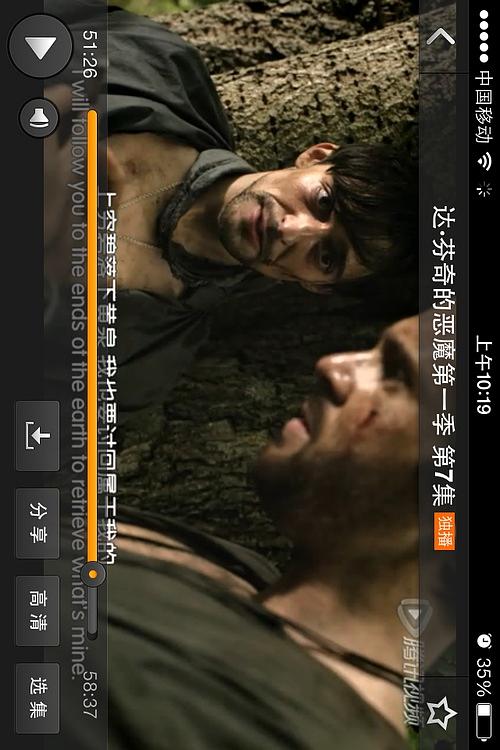 中国移动
上午10:19
35%
达·芬奇的恶魔第一季 第7集
独播
腾讯视频
上穷碧落下黄泉 我也要讨回属于我的
I will follow you to the ends of the earth to retrieve what's mine.
51:26
58:37
分享
高清
选集